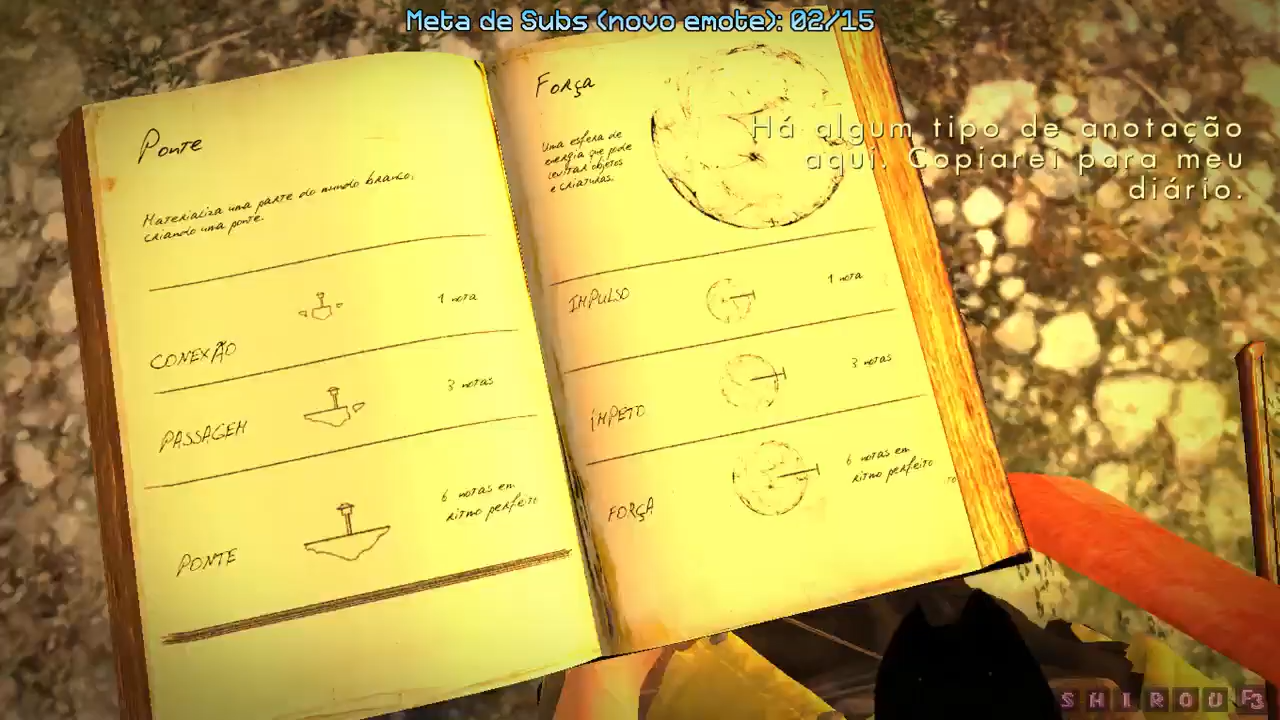 Meta de Subs (novo emote): 02/15
Ponte
Materializa uma parte do mundo branco,
criando uma ponte.
CONEXÃO
1 nota
PASSAGEM
3 notas
PONTE
6 notas em
ritmo perfeito
Força
Uma esfera de
energia que pode
levitar objetos
e criaturas.
IMPULSO
1 nota
ÍMPETO
3 notas
FORÇA
6 notas em
ritmo perfeito
Há algum tipo de anotação
aqui. Copiarei para meu
diário.
SHIROU